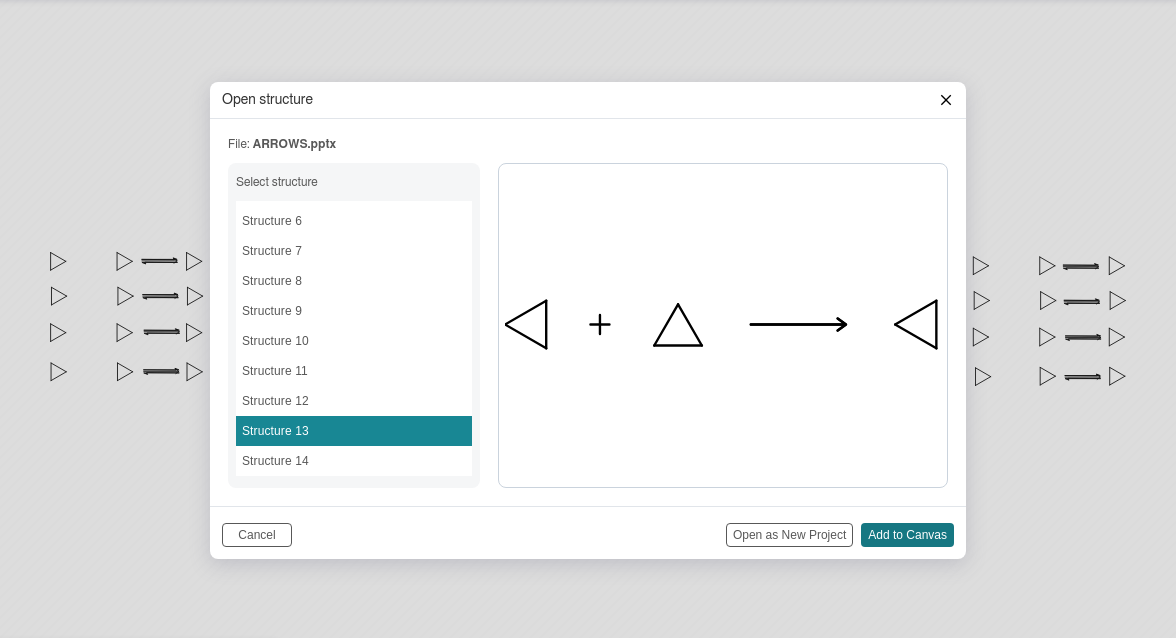 Open structure
File: ARROWS.pptx
Select structure
Structure 6
Structure 7
Structure 8
Structure 9
Structure 10
Structure 11
Structure 12
Structure 13
Structure 14
Cancel
Open as New Project
Add to Canvas